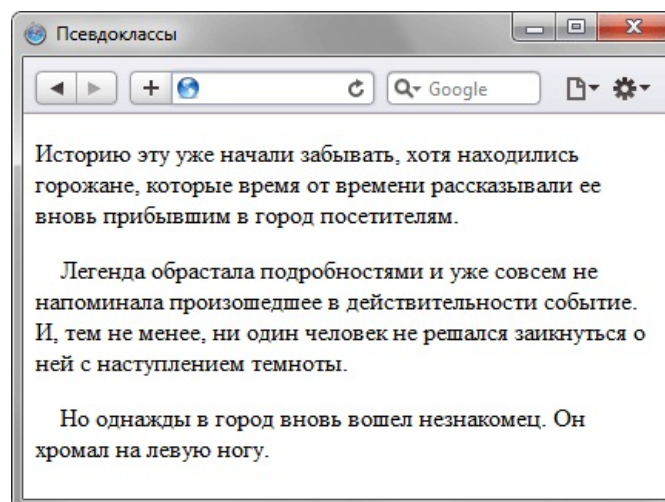 Псевдоклассы
Google
Историю эту уже начали забывать, хотя находились
горожане, которые время от времени рассказывали ее
вновь прибывшим в город посетителям.
Легенда обрастала подробностями и уже совсем не
напоминала произошедшее в действительности событие.
И, тем не менее, ни один человек не решался заикнуться о
ней с наступлением темноты.
Но однажды в город вновь вошел незнакомец. Он
хромал на левую ногу.